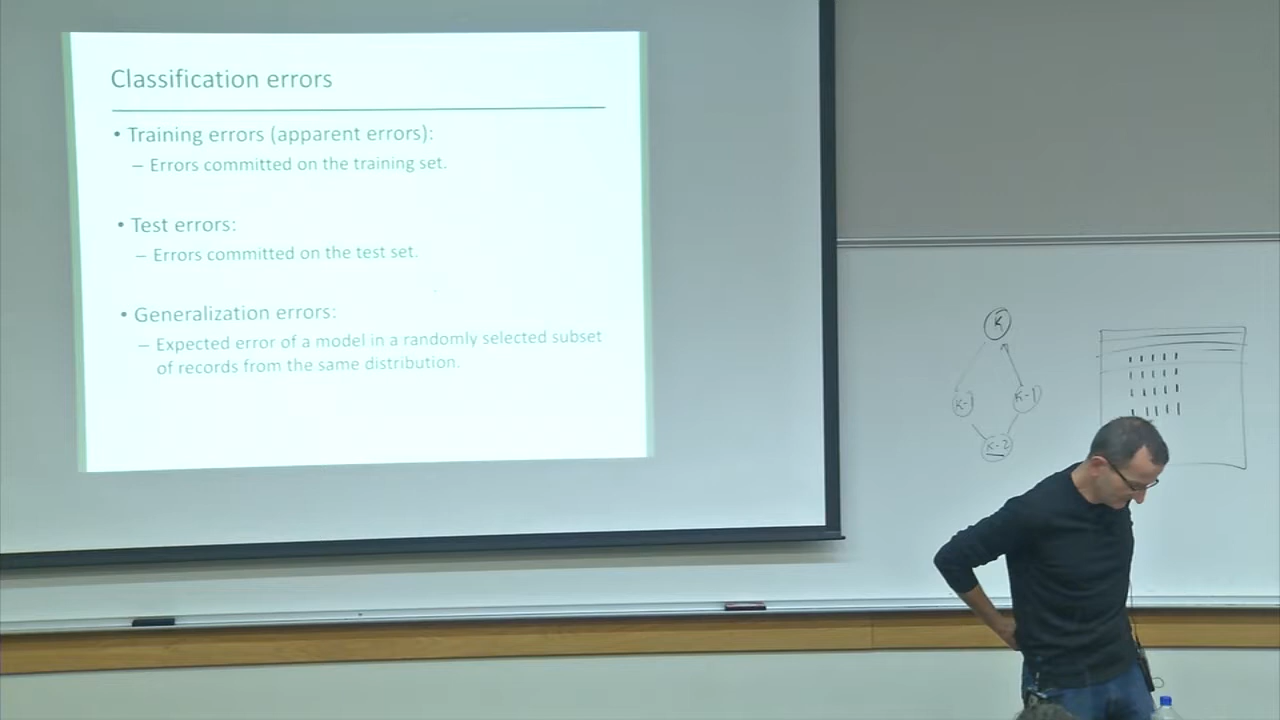 Classification errors
• Training errors (apparent errors):
– Errors committed on the training set.
• Test errors:
– Errors committed on the test set.
• Generalization errors:
– Expected error of a model in a randomly selected subset
of records from the same distribution.
K
K-1 K-1
K-2